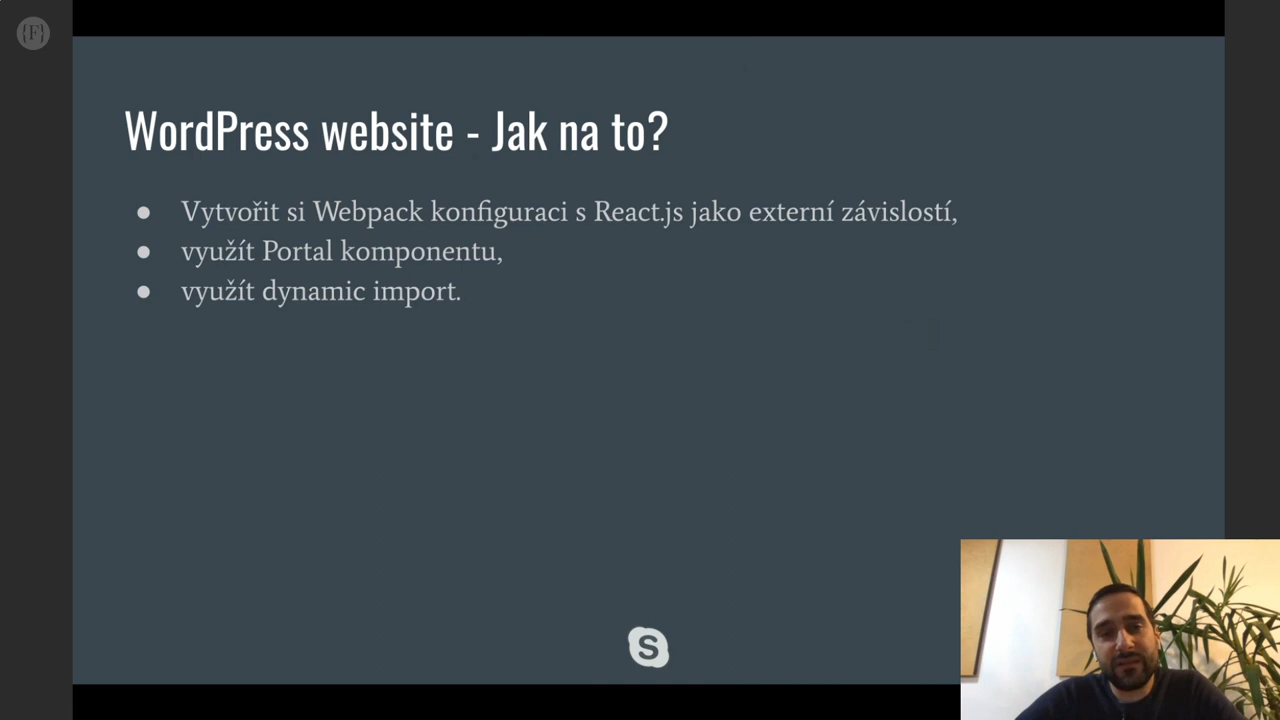 {F}
WordPress website - Jak na to?
● Vytvořit si Webpack konfiguraci s React.js jako externí závislostí,
● využít Portal komponentu,
● využít dynamic import.
S